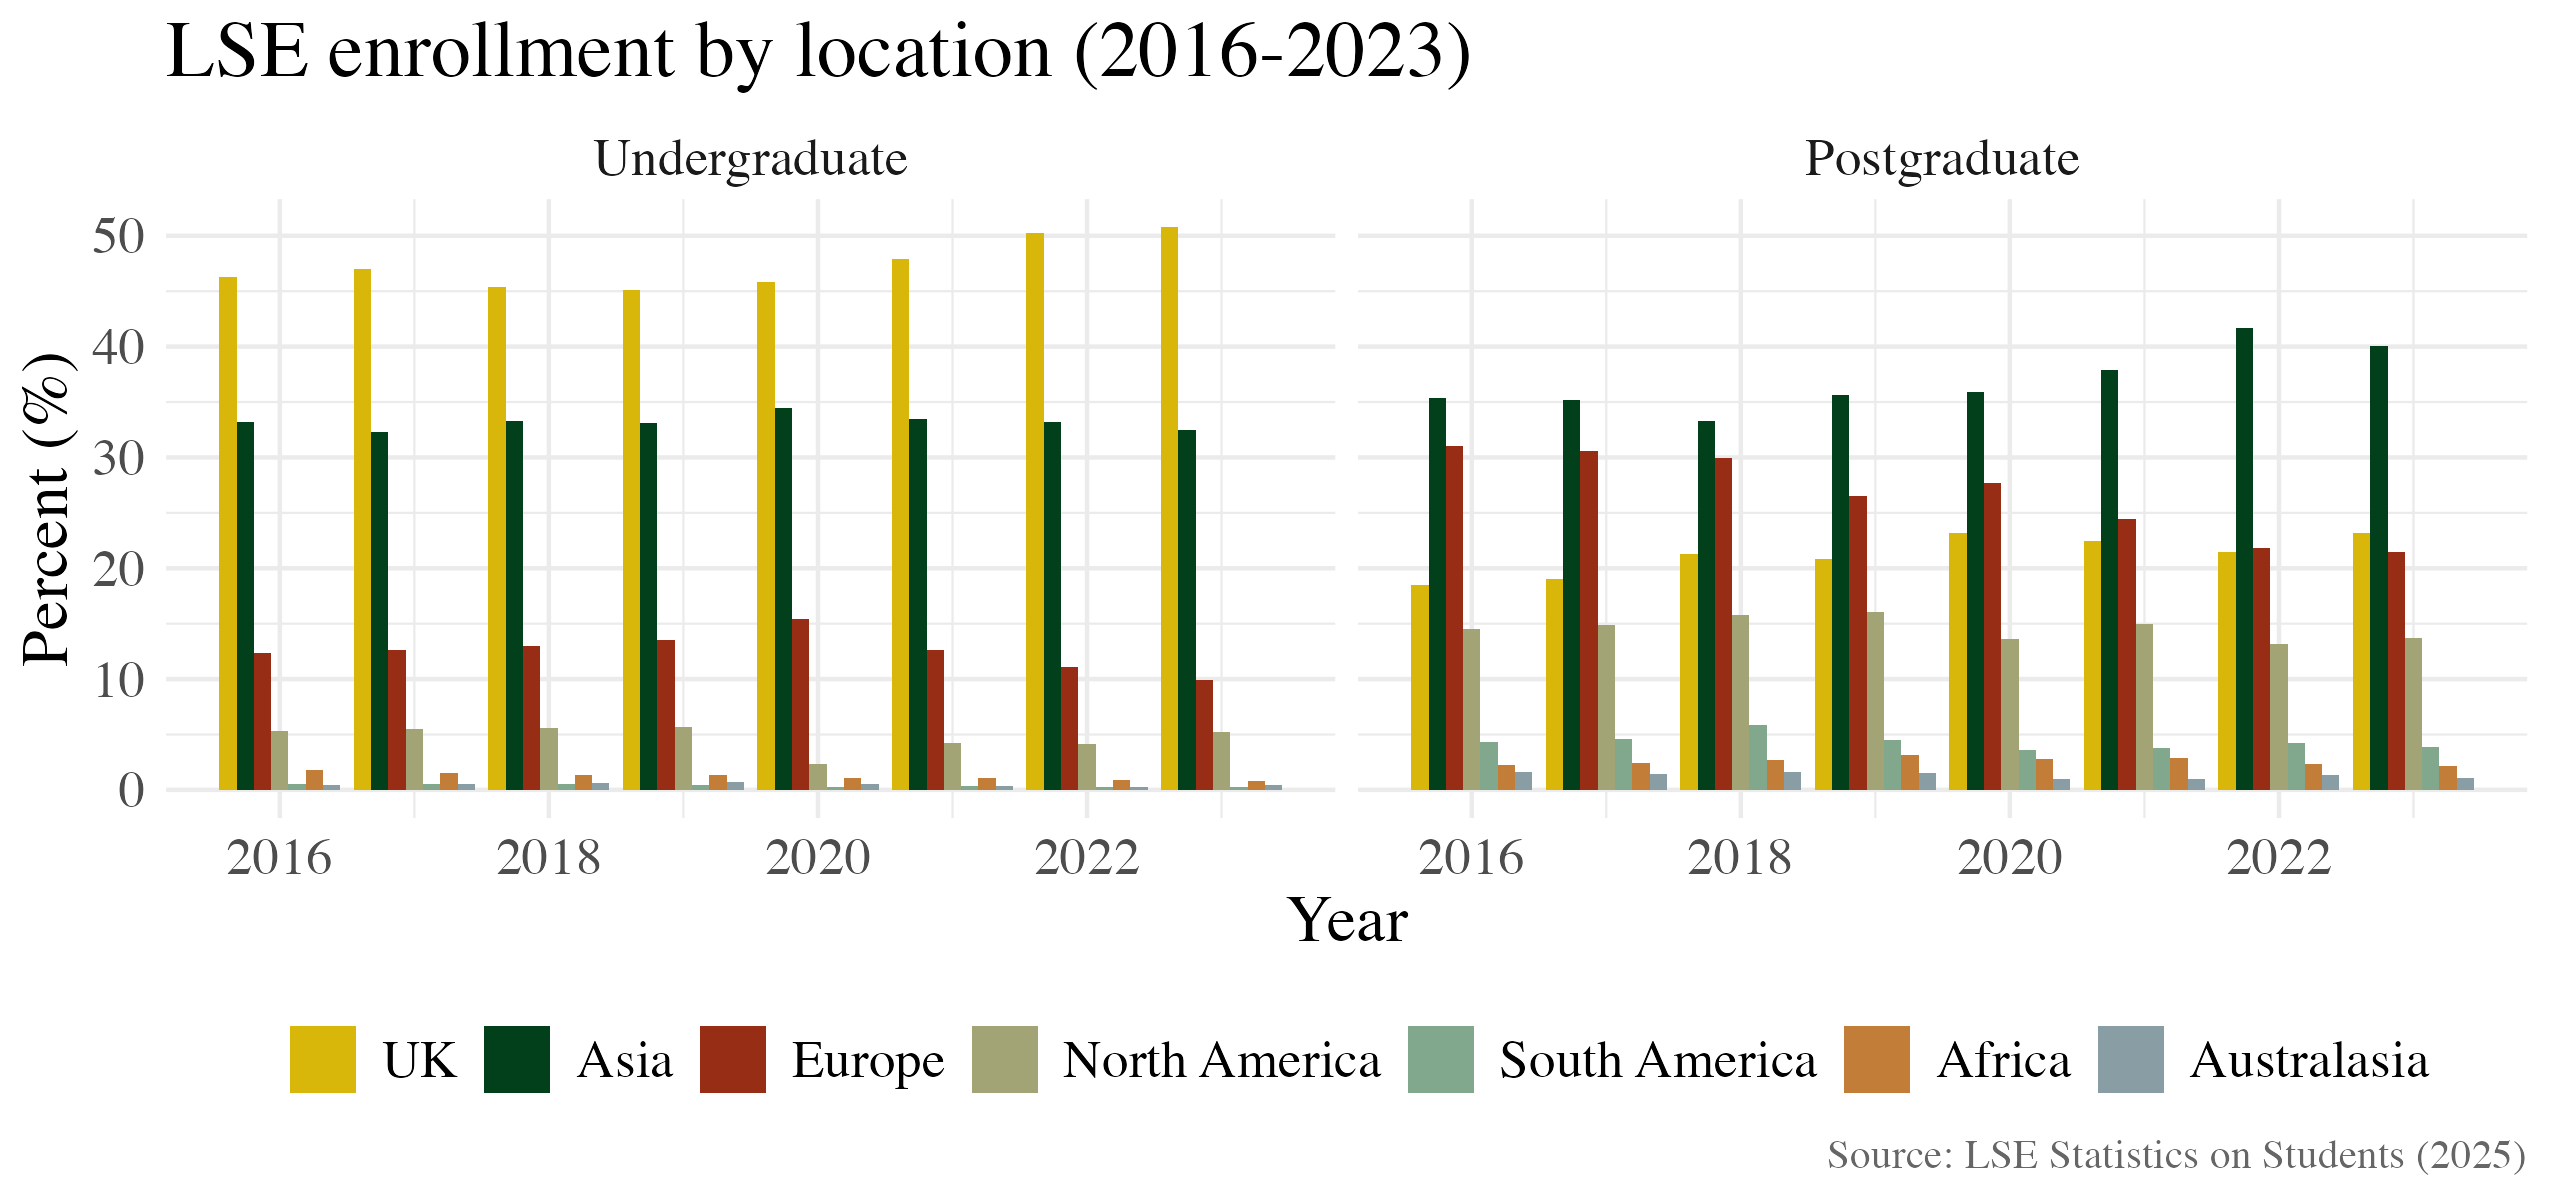 LSE enrollment by location (2016-2023)
Undergraduate
Postgraduate
Percent (%)
50
40
30
20
10
0
2016 2018 2020 2022
2016 2018 2020 2022
Year
UK Asia Europe North America South America Africa Australasia
Source: LSE Statistics on Students (2025)